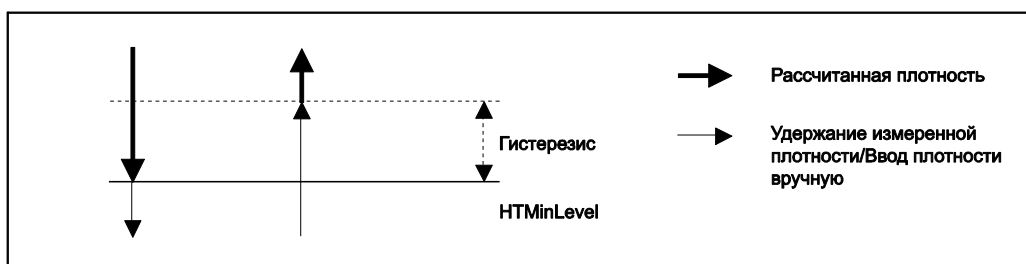 Рассчитанная плотность
Удержание измеренной
плотности/Ввод плотности
вручную
Гистерезис
HTMinLevel